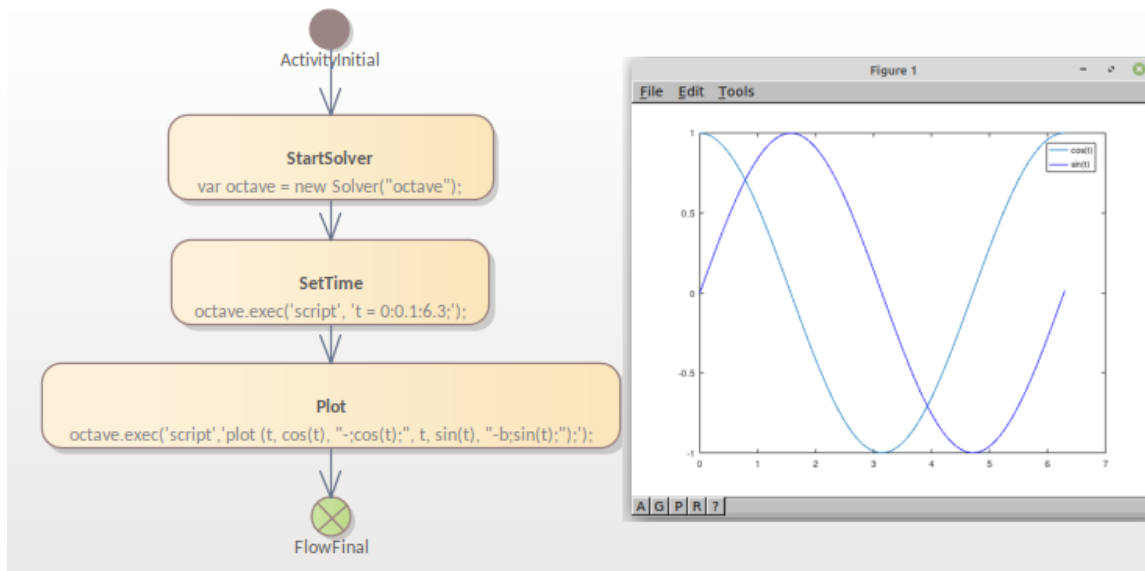 ActivityInitial
StartSolver
var octave = new Solver("octave");
SetTime
octave.exec('script', 't = 0:0.1:6.3;');
Plot
octave.exec('script','plot (t, cos(t), "-;cos(t);", t, sin(t), "-b;sin(t);");');
FlowFinal
Figure 1
File Edit Tools
cos(t)
sin(t)
1
0.5
0
-0.5
-1
0 1 2 3 4 5 6 7
A G P R ?